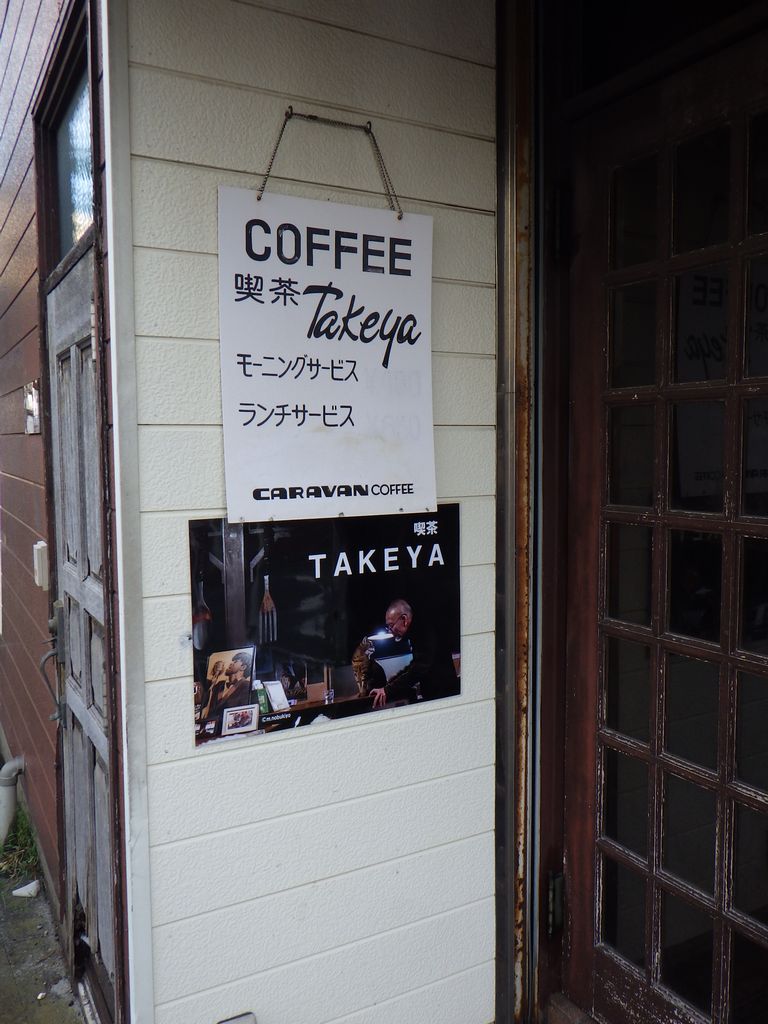 COFFEE
喫茶 Takeya
モーニングサービス
ランチサービス
CARAVAN COFFEE
喫茶
TAKEYA
©m.nobukiyo